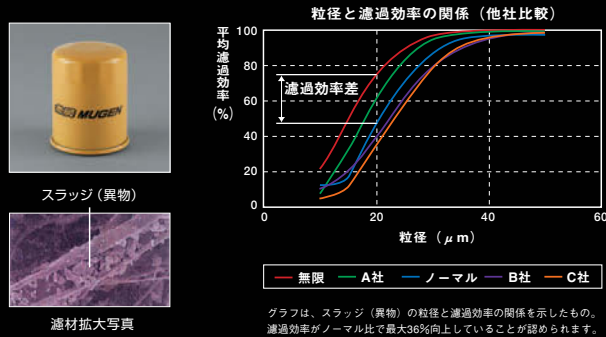 無限 MUGEN
スラッジ（異物）
濾材拡大写真
粒径と濾過効率の関係（他社比較）
平均濾過効率（%）
100
80
60
40
20
0
濾過効率差
0
20
40
60
粒径（μm）
無限 A社 ノーマル B社 C社
グラフは、スラッジ（異物）の粒径と濾過効率の関係を示したもの。
濾過効率がノーマル比で最大36%向上していることが認められます。